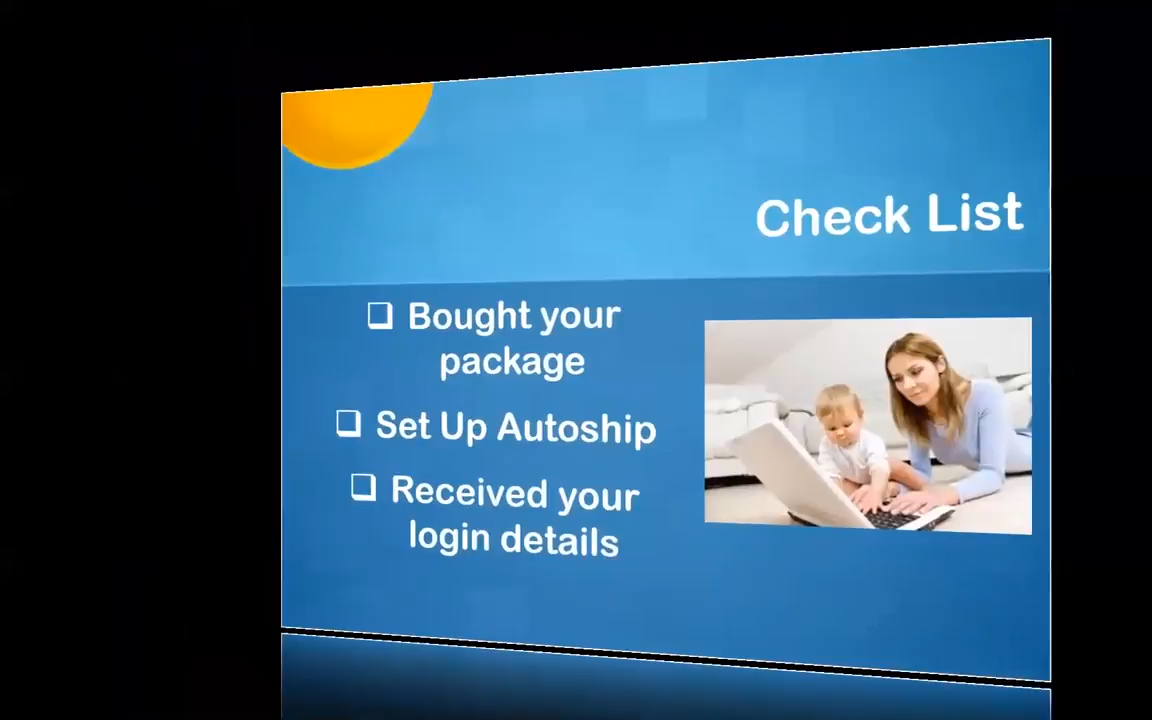 Check List
❑ Bought your
package
❑ Set Up Autoship
❑ Received your
login details